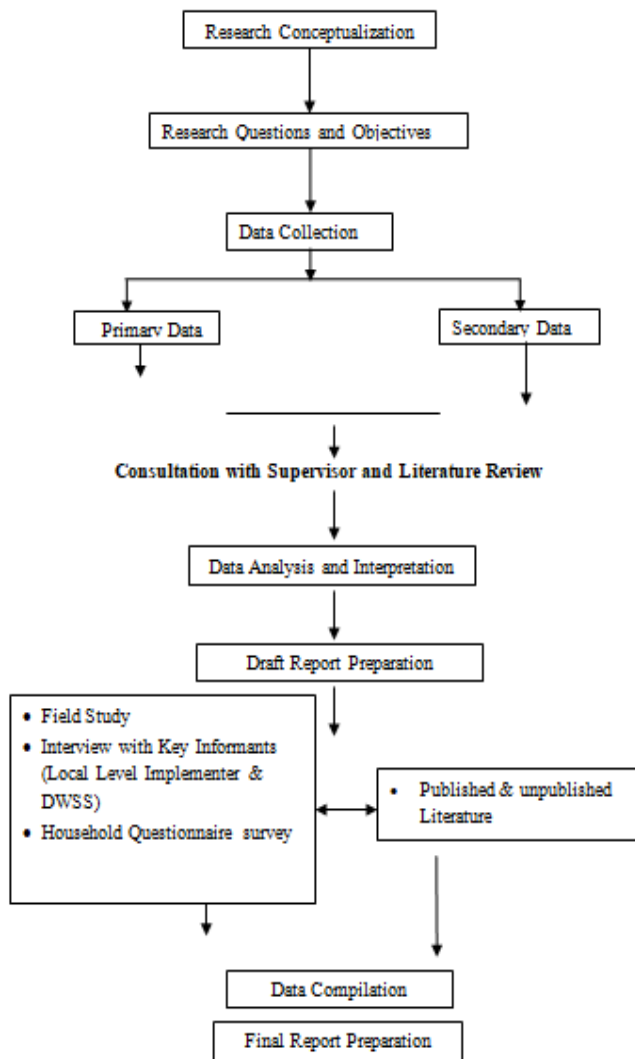 Research Conceptualization
Research Questions and Objectives
Data Collection
Primary Data
Secondary Data
Consultation with Supervisor and Literature Review
Data Analysis and Interpretation
Draft Report Preparation
• Field Study
• Interview with Key Informants
(Local Level Implementer &
DWSS)
• Household Questionnaire survey
• Published & unpublished
Literature
Data Compilation
Final Report Preparation